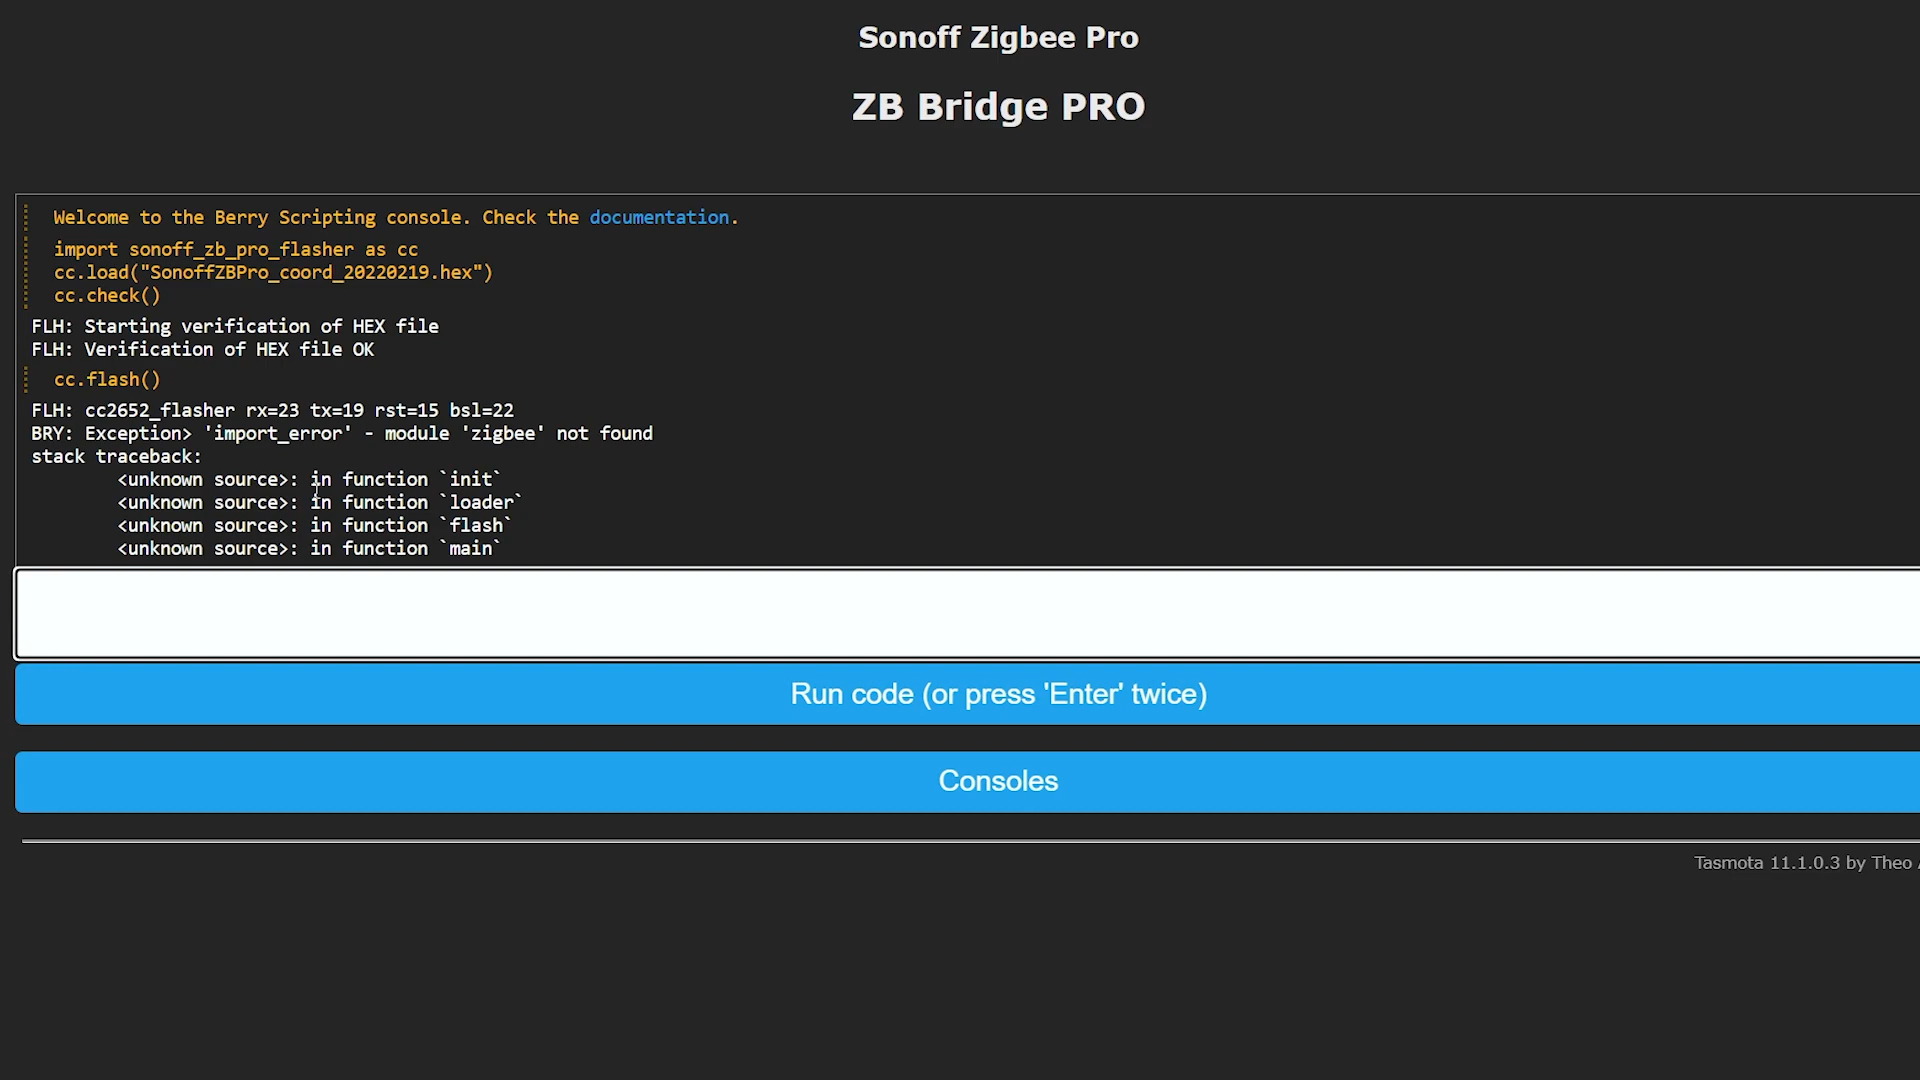 Sonoff Zigbee Pro
ZB Bridge PRO
Welcome to the Berry Scripting console. Check the documentation.
import sonoff_zb_pro_flasher as cc
cc.load("SonoffZBPro_coord_20220219.hex")
cc.check()
FLH: Starting verification of HEX file
FLH: Verification of HEX file OK
cc.flash()
FLH: cc2652_flasher rx=23 tx=19 rst=15 bsl=22
BRY: Exception> 'import_error' - module 'zigbee' not found
stack traceback:
<unknown source>: in function `init`
<unknown source>: in function `loader`
<unknown source>: in function `flash`
<unknown source>: in function `main`
Run code (or press 'Enter' twice)
Consoles
Tasmota 11.1.0.3 by Theo